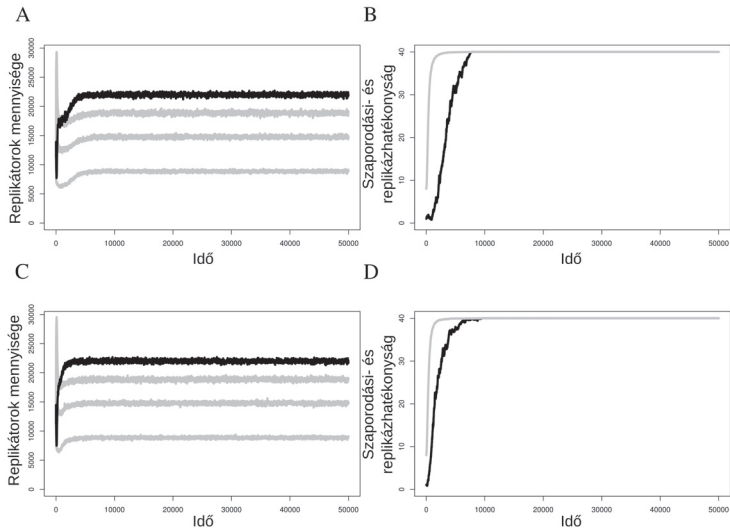 A
B
Replikátorok mennyisége
30000
25000
20000
15000
10000
5000
0
0 10000 20000 30000 40000 50000
Idő
Szaporodási- és
replikázhatékonyság
40
30
20
10
0
0 10000 20000 30000 40000 50000
Idő
C
D
Replikátorok mennyisége
30000
25000
20000
15000
10000
5000
0
0 10000 20000 30000 40000 50000
Idő
Szaporodási- és
replikázhatékonyság
40
30
20
10
0
0 10000 20000 30000 40000 50000
Idő